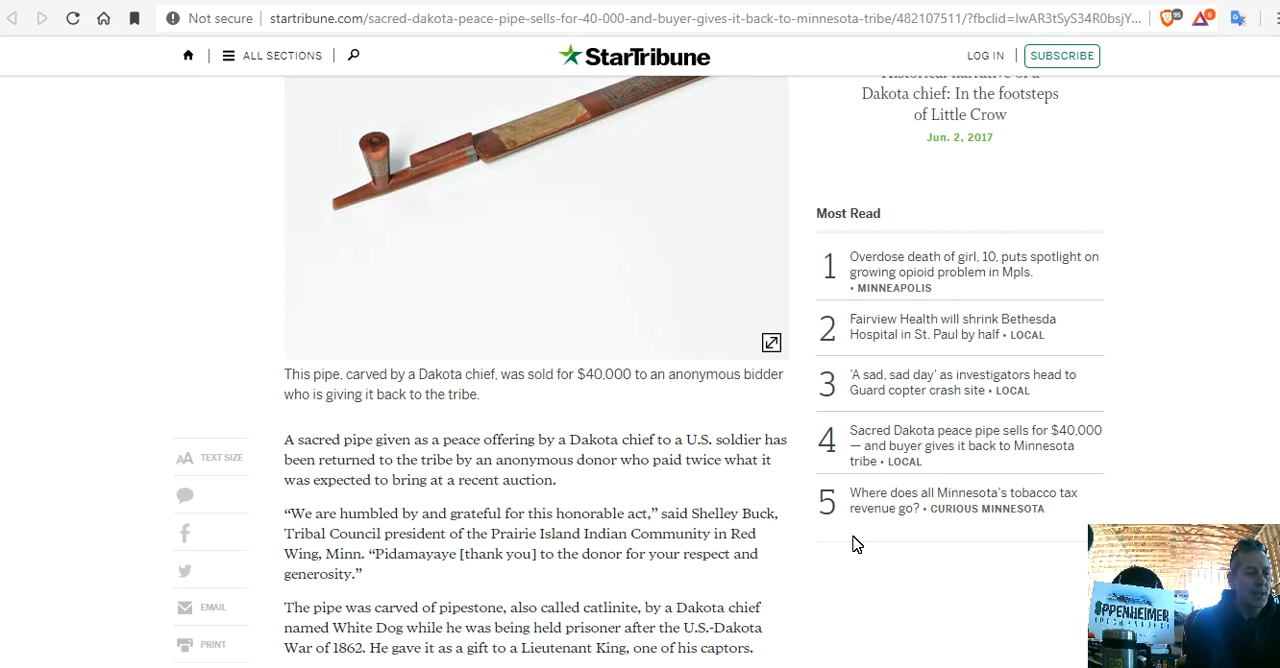 Not secure
startribune.com/sacred-dakota-peace-pipe-sells-for-40-000-and-buyer-gives-it-back-to-minnesota-tribe/482107511/?fbclid=IwAR3tSyS34R0bsjY...
95
6
ALL SECTIONS
StarTribune
LOG IN
SUBSCRIBE
Historical narrative of a
Dakota chief: In the footsteps
of Little Crow
Jun. 2, 2017
This pipe, carved by a Dakota chief, was sold for $40,000 to an anonymous bidder
who is giving it back to the tribe.
AA TEXT SIZE
EMAIL
PRINT
A sacred pipe given as a peace offering by a Dakota chief to a U.S. soldier has
been returned to the tribe by an anonymous donor who paid twice what it
was expected to bring at a recent auction.
“We are humbled by and grateful for this honorable act,” said Shelley Buck,
Tribal Council president of the Prairie Island Indian Community in Red
Wing, Minn. “Pidamayaye [thank you] to the donor for your respect and
generosity.”
The pipe was carved of pipestone, also called catlinite, by a Dakota chief
named White Dog while he was being held prisoner after the U.S.-Dakota
War of 1862. He gave it as a gift to a Lieutenant King, one of his captors.
Most Read
1 Overdose death of girl, 10, puts spotlight on
growing opioid problem in Mpls.
• MINNEAPOLIS
2 Fairview Health will shrink Bethesda
Hospital in St. Paul by half • LOCAL
3 'A sad, sad day' as investigators head to
Guard copter crash site • LOCAL
4 Sacred Dakota peace pipe sells for $40,000
— and buyer gives it back to Minnesota
tribe • LOCAL
5 Where does all Minnesota's tobacco tax
revenue go? • CURIOUS MINNESOTA
OPPENHEIMER